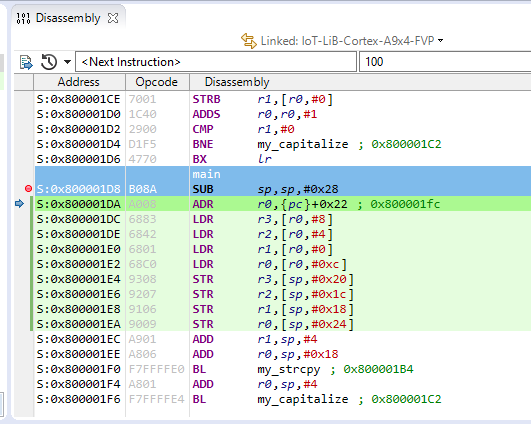 Disassembly
Linked: IoT-LiB-Cortex-A9x4-FVP
<Next Instruction> 100
Address Opcode Disassembly
S:0x800001CE 7001 STRB r1,[r0,#0]
S:0x800001D0 1C40 ADDS r0,r0,#1
S:0x800001D2 2900 CMP r1,#0
S:0x800001D4 D1F5 BNE my_capitalize ; 0x800001C2
S:0x800001D6 4770 BX lr
main
S:0x800001D8 B08A SUB sp,sp,#0x28
S:0x800001DA A008 ADR r0,{pc}+0x22 ; 0x800001fc
S:0x800001DC 6883 LDR r3,[r0,#8]
S:0x800001DE 6842 LDR r2,[r0,#4]
S:0x800001E0 6801 LDR r1,[r0,#0]
S:0x800001E2 68C0 LDR r0,[r0,#0xc]
S:0x800001E4 9308 STR r3,[sp,#0x20]
S:0x800001E6 9207 STR r2,[sp,#0x1c]
S:0x800001E8 9106 STR r1,[sp,#0x18]
S:0x800001EA 9009 STR r0,[sp,#0x24]
S:0x800001EC A901 ADD r1,sp,#4
S:0x800001EE A806 ADD r0,sp,#0x18
S:0x800001F0 F7FFFFE0 BL my_strcpy ; 0x800001B4
S:0x800001F4 A801 ADD r0,sp,#4
S:0x800001F6 F7FFFFE4 BL my_capitalize ; 0x800001C2